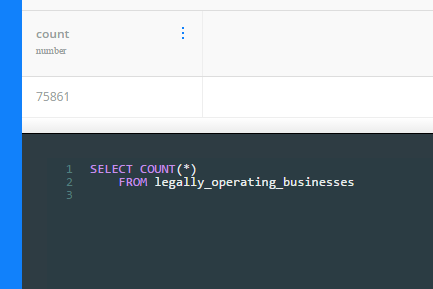 count
number
75861
1 SELECT COUNT(*)
2 FROM legally_operating_businesses
3